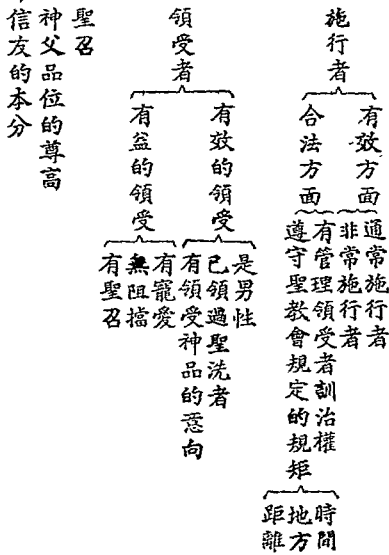 施行者
有效方面
通常施行者
非常施行者
合法方面
有管理領受者訓治權
遵守聖教會規定的規矩
時間
地方
距離
領受者
有效的領受
是男性
已領過聖洗者
有領受神品的意向
有益的領受
有寵愛
無阻擋
有聖召
聖召
神父品位的尊高
信友的本分